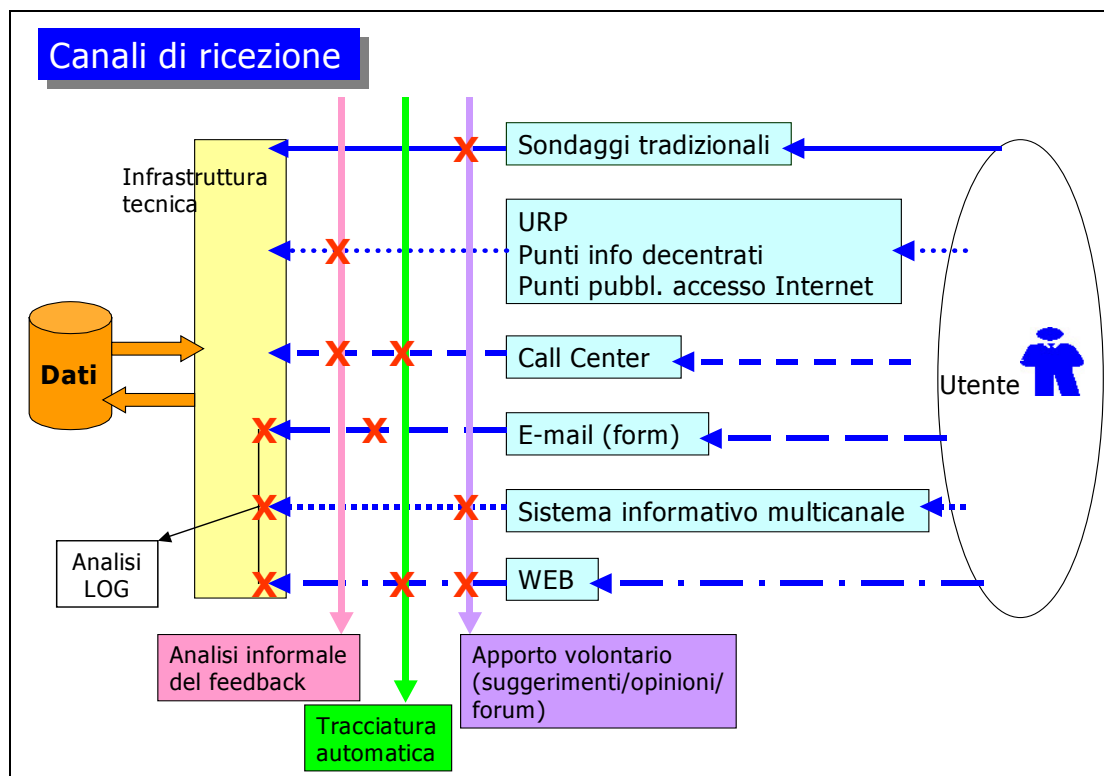 Canali di ricezione
Sondaggi tradizionali
Infrastruttura
tecnica
URP
Punti info decentrati
Punti pubbl. accesso Internet
Dati
Call Center
Utente
E-mail (form)
Sistema informativo multicanale
Analisi
LOG
WEB
Analisi informale
del feedback
Apporto volontario
(suggerimenti/opinioni/
forum)
Tracciatura
automatica